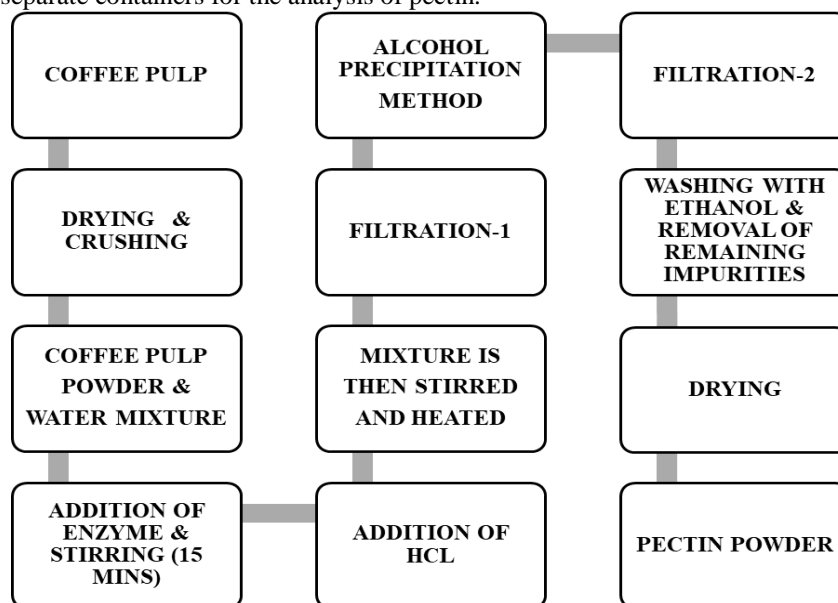 separate containers for the analysis of pectin.
COFFEE PULP
DRYING & CRUSHING
COFFEE PULP
POWDER &
WATER MIXTURE
ADDITION OF
ENZYME &
STIRRING (15
MINS)
ADDITION OF
HCL
MIXTURE IS
THEN STIRRED
AND HEATED
FILTRATION-1
ALCOHOL
PRECIPITATION
METHOD
FILTRATION-2
WASHING WITH
ETHANOL &
REMOVAL OF
REMAINING
IMPURITIES
DRYING
PECTIN POWDER